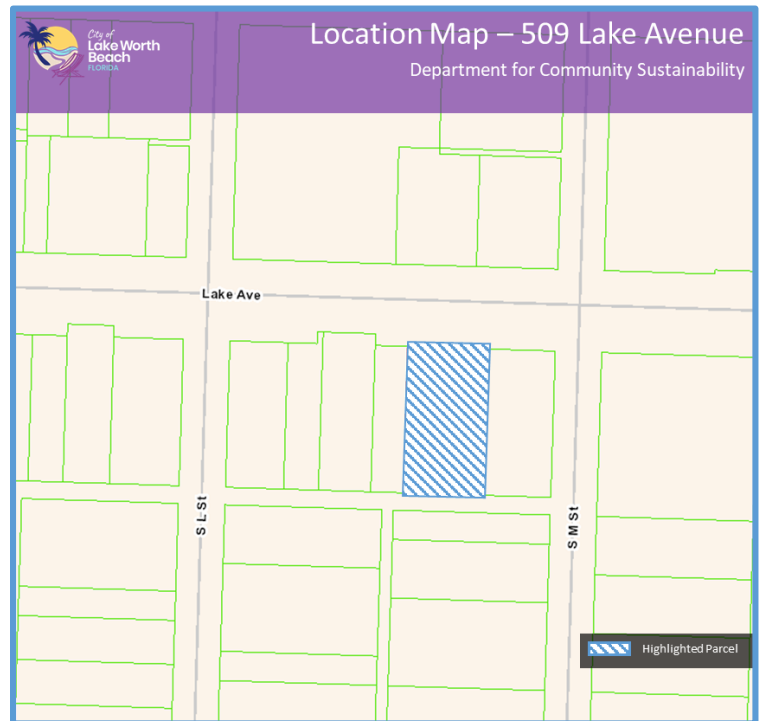 City of
Lake Worth
Beach
FLORIDA
Location Map – 509 Lake Avenue
Department for Community Sustainability
Lake Ave
S L St
S M St
Highlighted Parcel